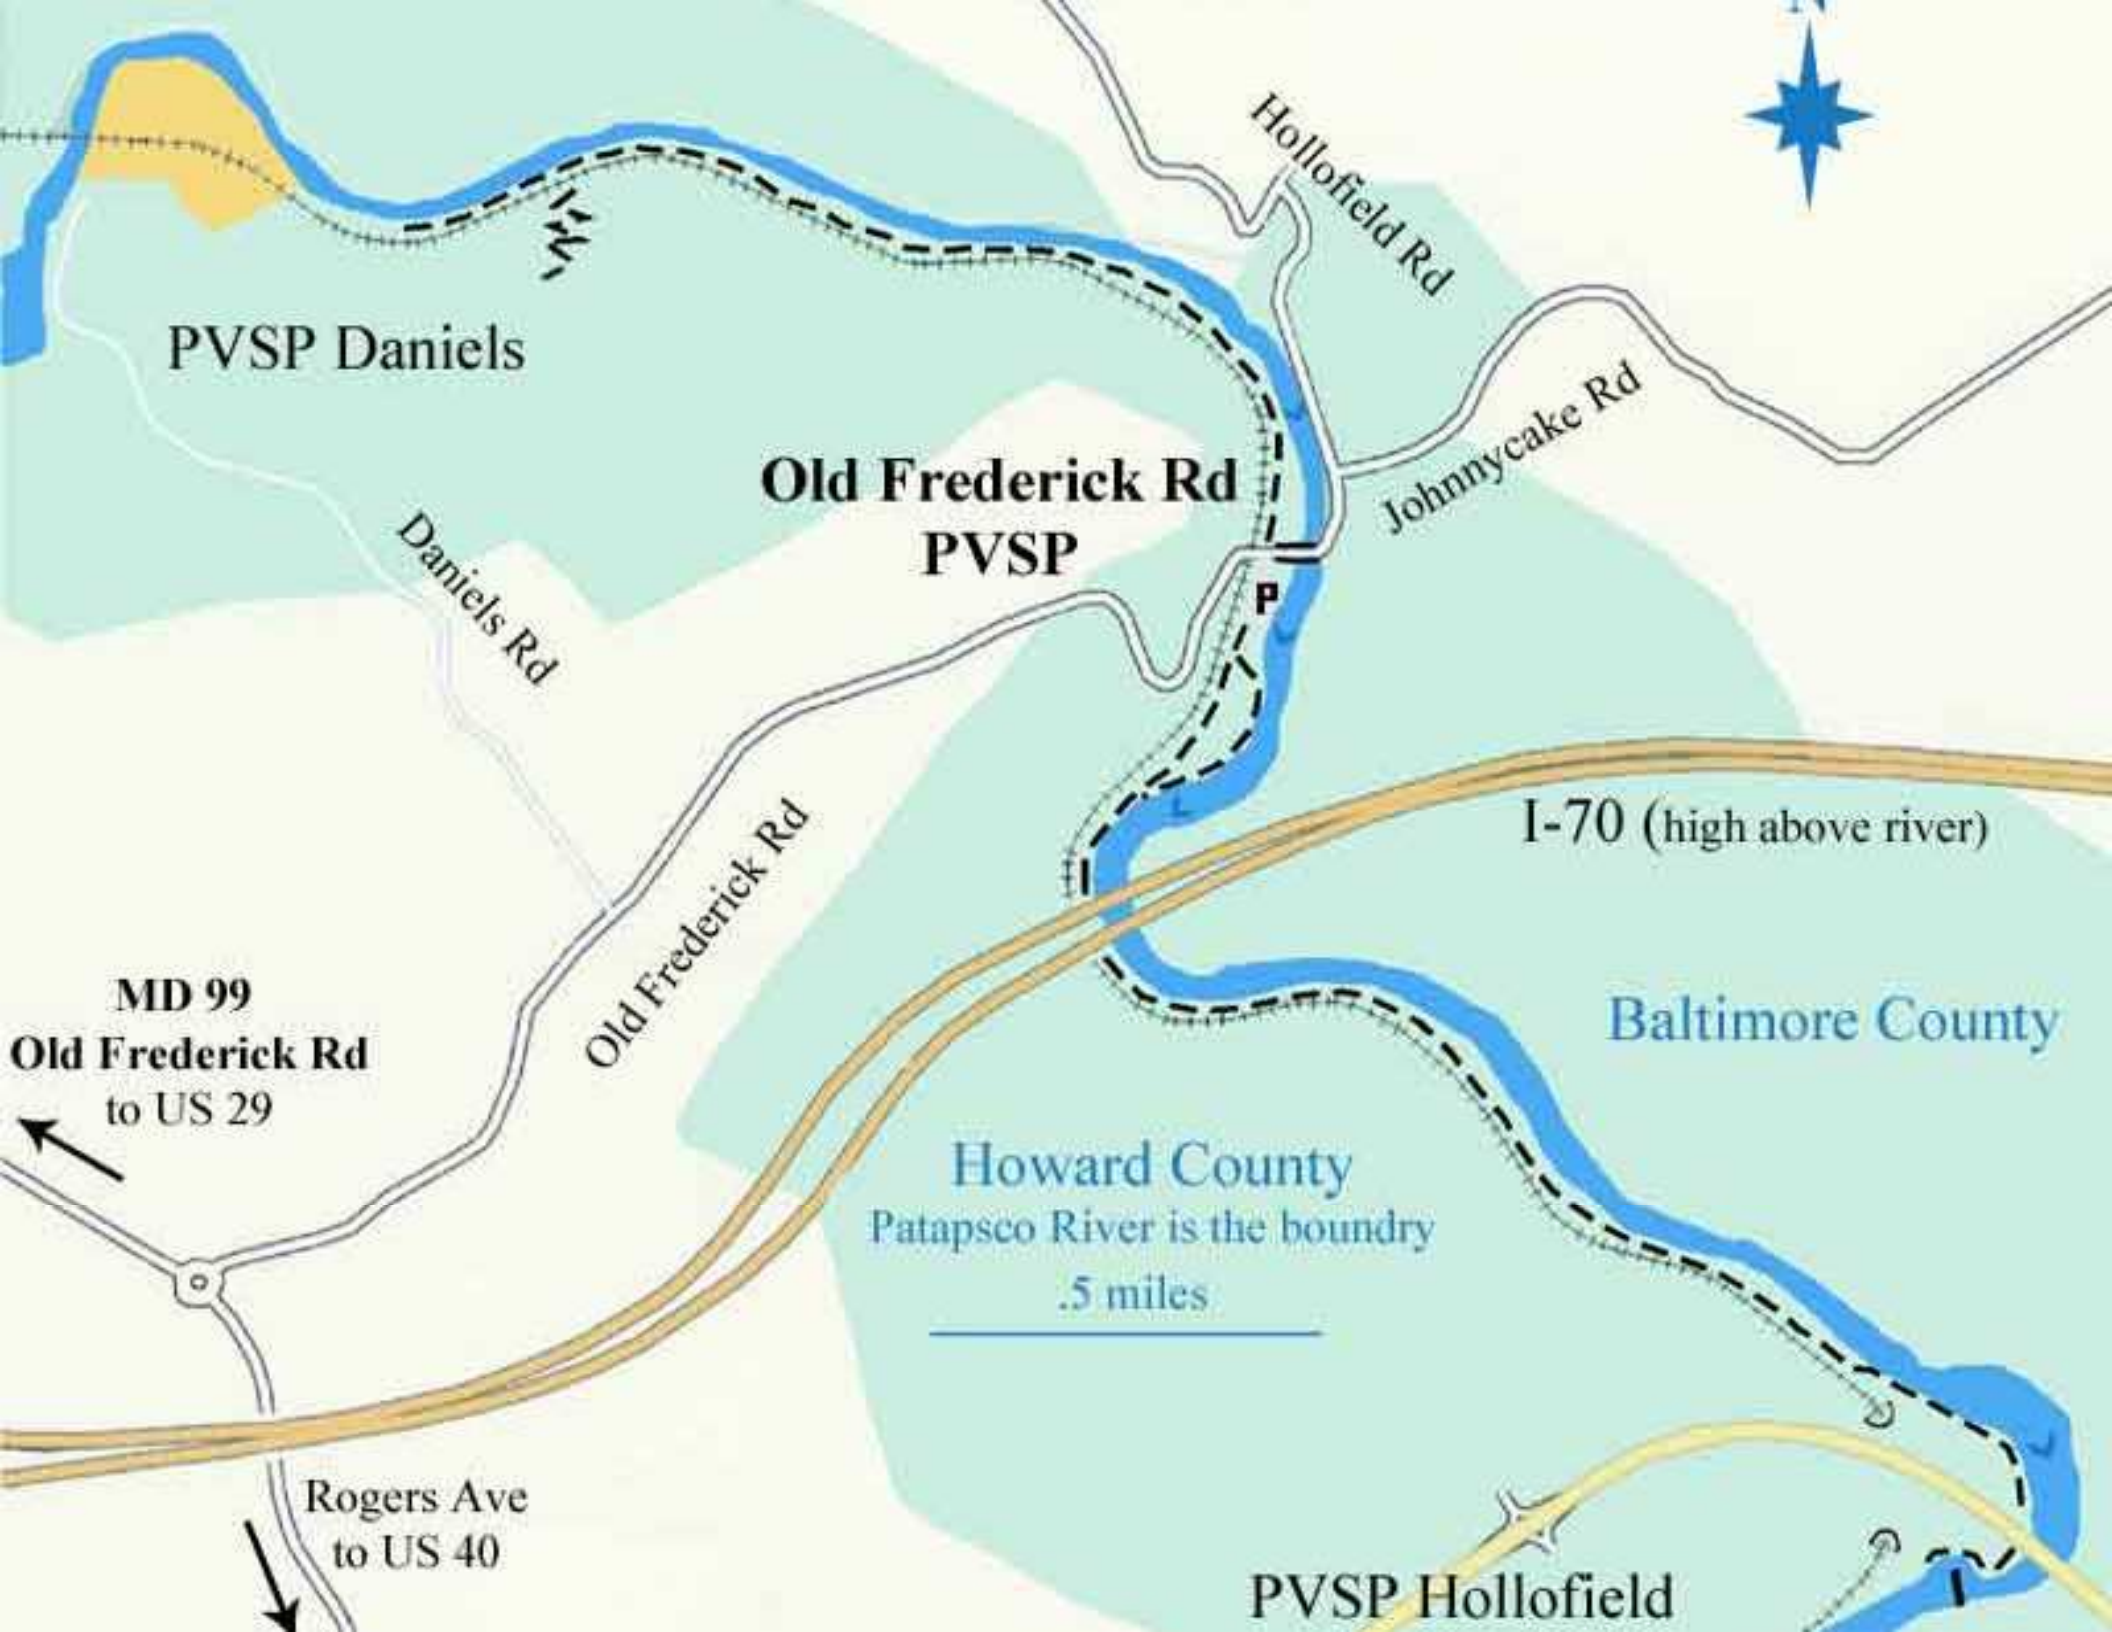 N
Hollofield Rd
PVSP Daniels
Johnnycake Rd
Old Frederick Rd
PVSP
P
Daniels Rd
I-70 (high above river)
Old Frederick Rd
MD 99
Old Frederick Rd
to US 29
Baltimore County
Howard County
Patapsco River is the boundry
.5 miles
Rogers Ave
to US 40
PVSP Hollofield